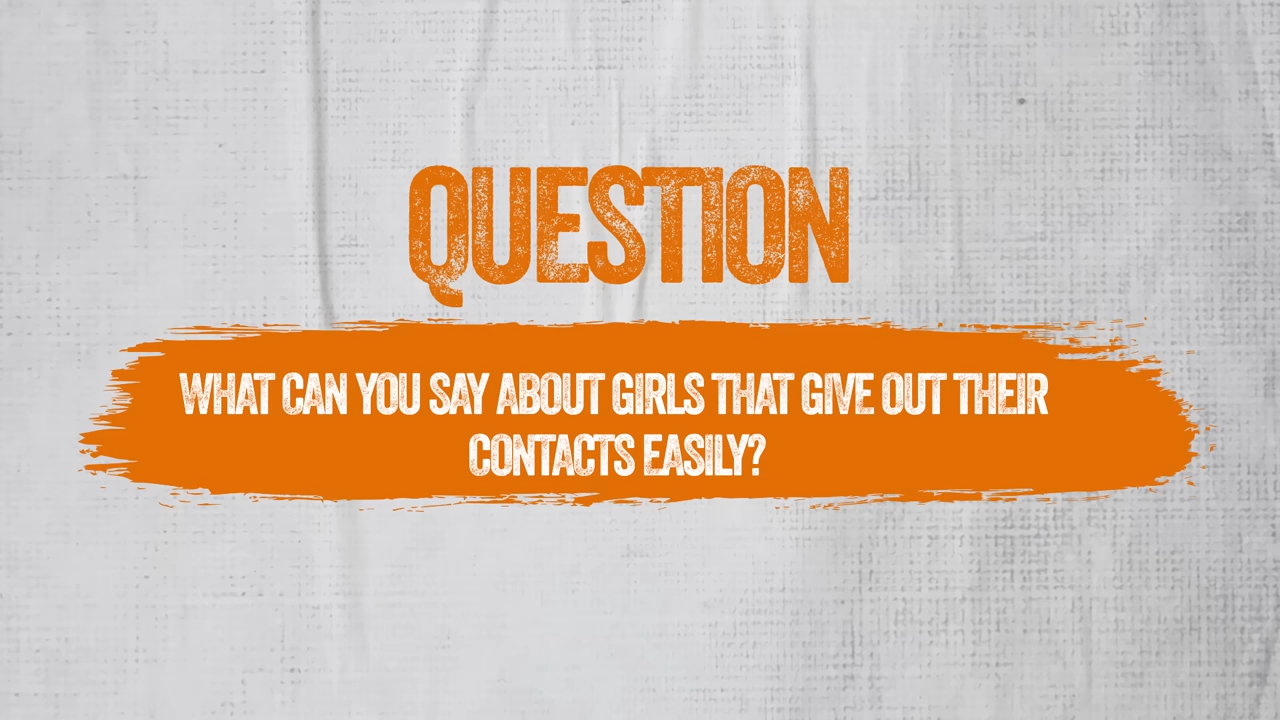 QUESTION
WHAT CAN YOU SAY ABOUT GIRLS THAT GIVE OUT THEIR
CONTACTS EASILY?